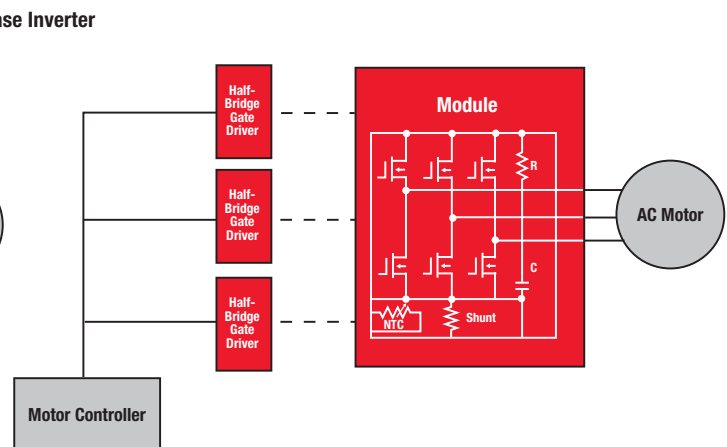 ase Inverter
Half-
Bridge
Gate
Driver
Module
R
Half-
Bridge
Gate
Driver
AC Motor
C
Half-
Bridge
Gate
Driver
NTC
Shunt
Motor Controller